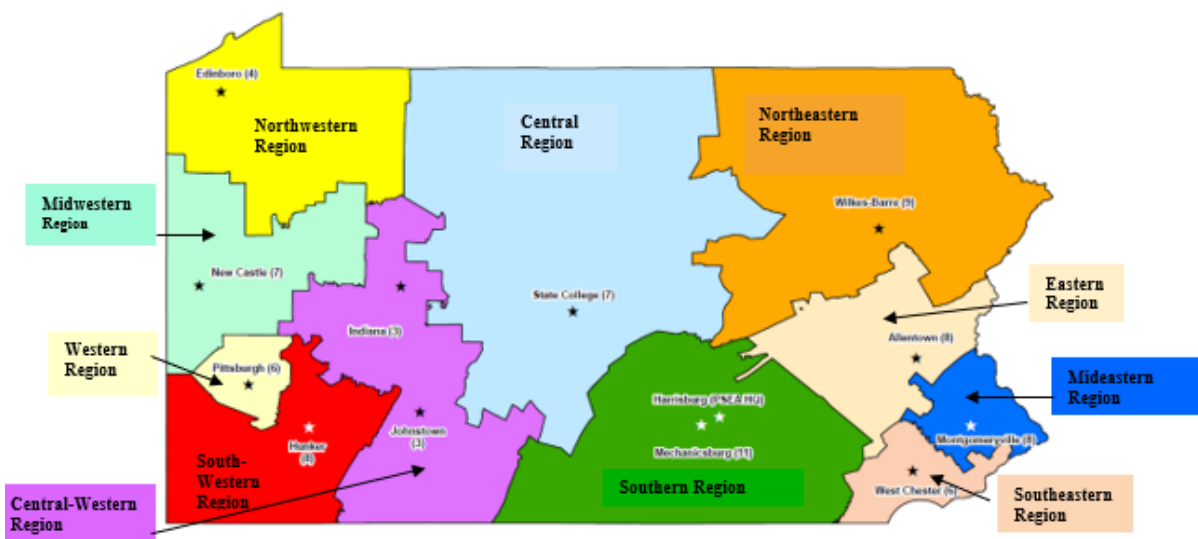 Edinboro (4)
Northwestern
Region
Central
Region
Northeastern
Region
Midwestern
Region
Wilkes-Barre (9)
New Castle (7)
State College (7)
Eastern
Region
Indiana (3)
Allentown (8)
Western
Region
Pittsburgh (6)
Mideastern
Region
Harrisburg (PSEA HQ)
Johnstown
(3)
Hunker
Montgomeryville (8)
Mechanicsburg (11)
South-
Western
Region
Southern Region
West Chester (6)
Southeastern
Region
Central-Western
Region